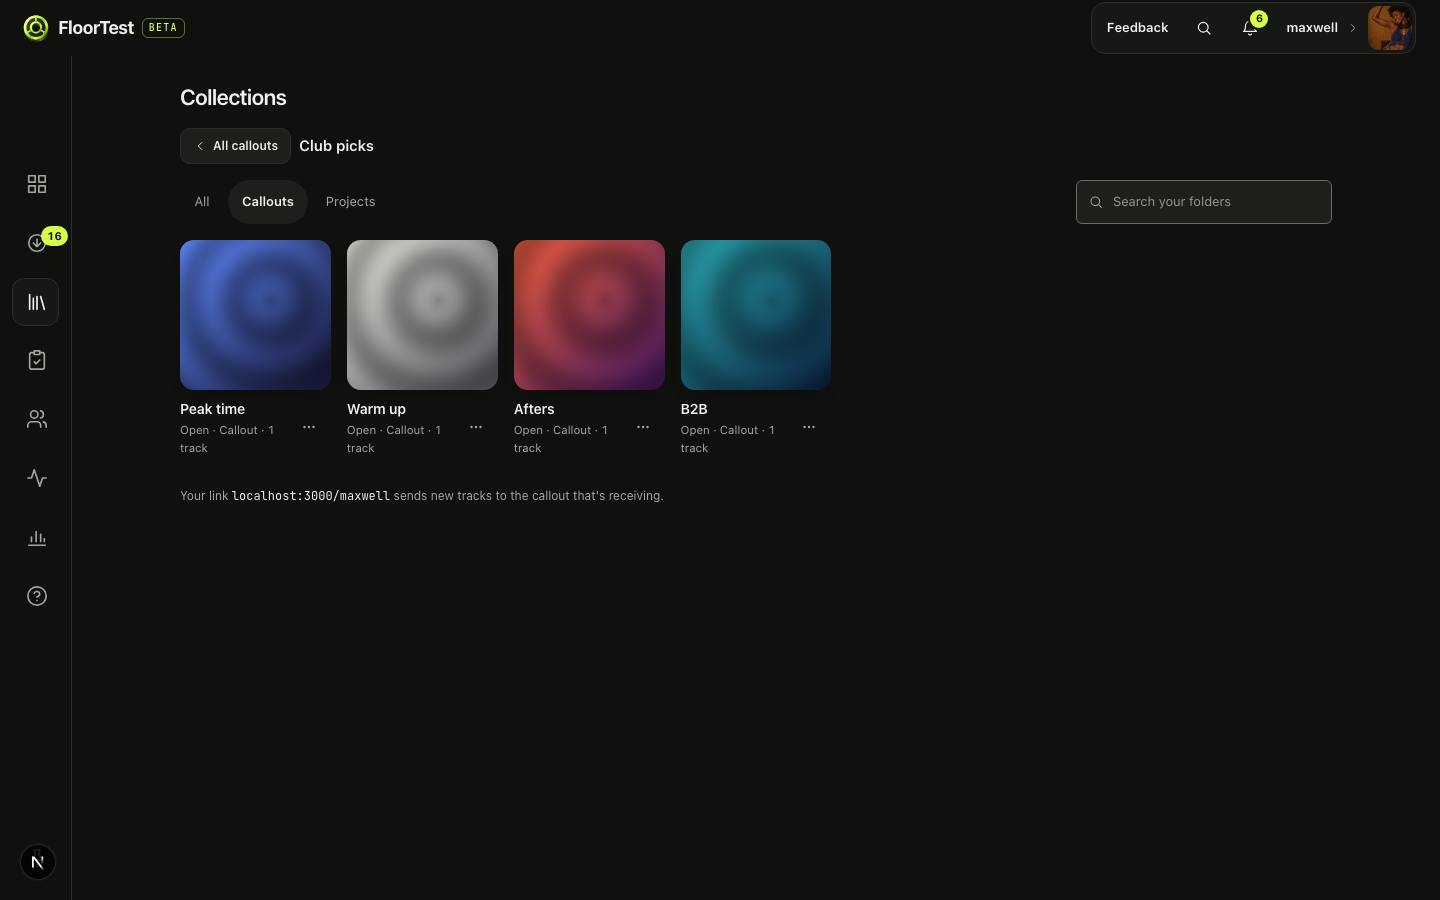 FloorTest BETA
Feedback 6 maxwell
Collections
All callouts Club picks
All Callouts Projects Search your folders
16
Peak time Warm up Afters B2B
Open · Callout · 1 ··· Open · Callout · 1 ··· Open · Callout · 1 ··· Open · Callout · 1 ···
track track track track
Your link localhost:3000/maxwell sends new tracks to the callout that's receiving.
N